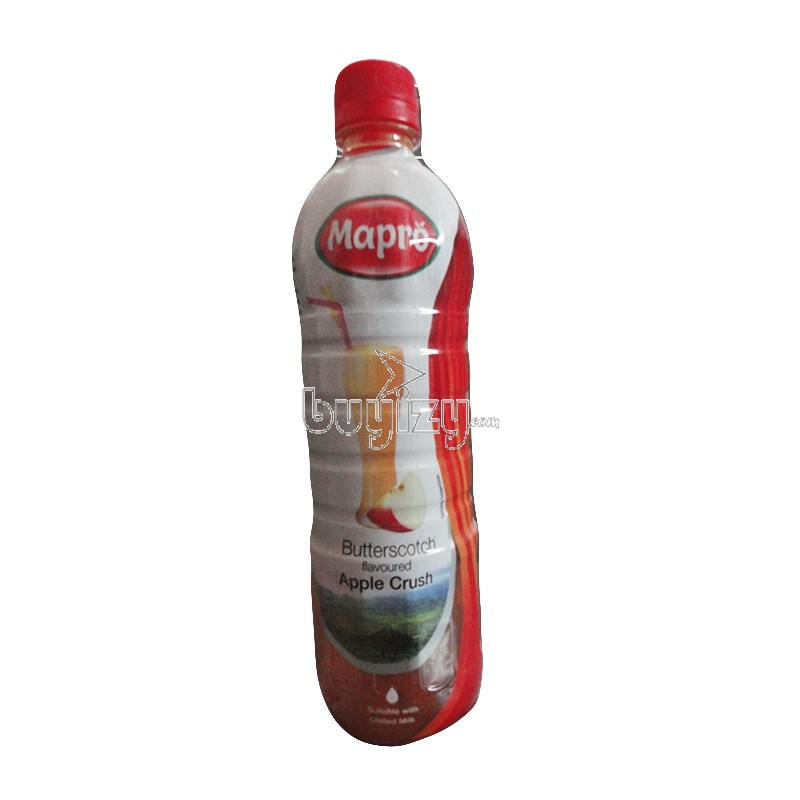 Mapro
buyizy.com
Butterscotch
flavoured
Apple Crush
Suitable with
Chilled Milk